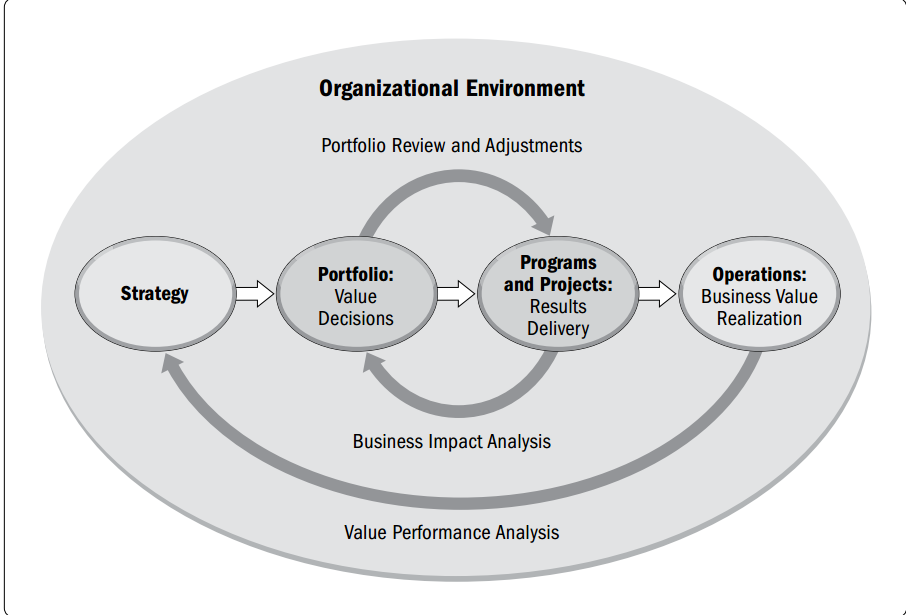 Organizational Environment
Portfolio Review and Adjustments
Strategy
Portfolio:
Value
Decisions
Programs
and Projects:
Results
Delivery
Operations:
Business Value
Realization
Business Impact Analysis
Value Performance Analysis